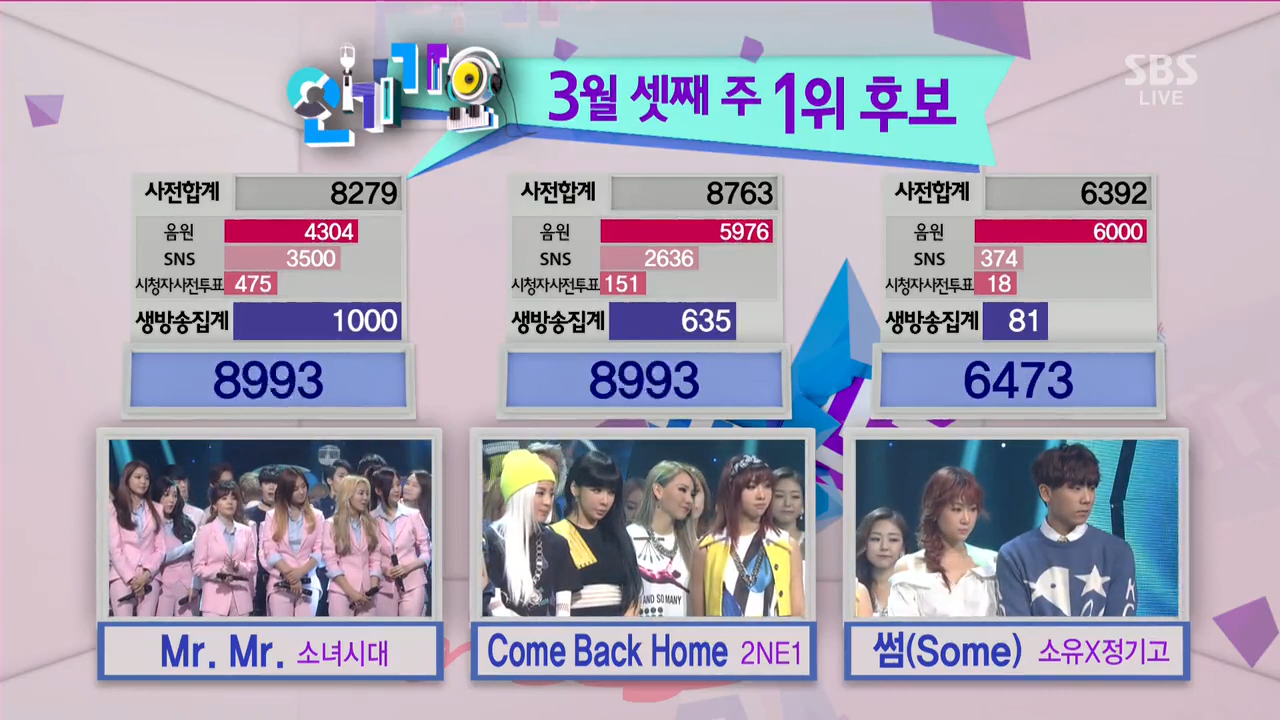 인기가요
3월 셋째 주 1위 후보
SBS
LIVE
사전합계 8279
음원 4304
SNS 3500
시청자사전투표 475
생방송집계 1000
8993
Mr. Mr. 소녀시대
사전합계 8763
음원 5976
SNS 2636
시청자사전투표 151
생방송집계 635
8993
AND SO MANY
Come Back Home 2NE1
사전합계 6392
음원 6000
SNS 374
시청자사전투표 18
생방송집계 81
6473
썸(Some) 소유X정기고